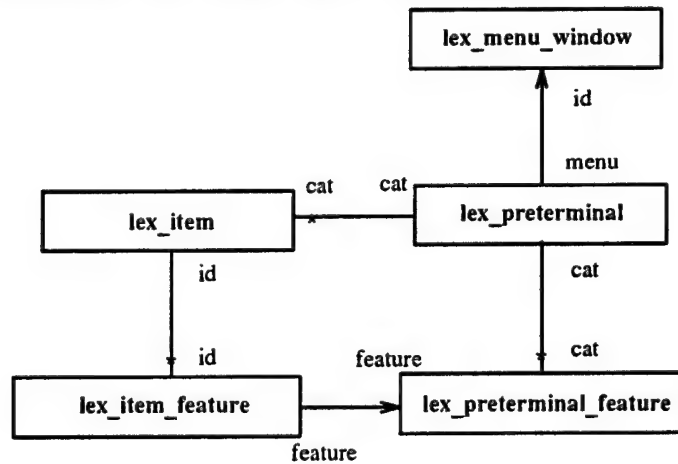 lex_menu_window
id
menu
cat cat
lex_item lex_preterminal
id cat
id cat
feature
lex_item_feature lex_preterminal_feature
feature